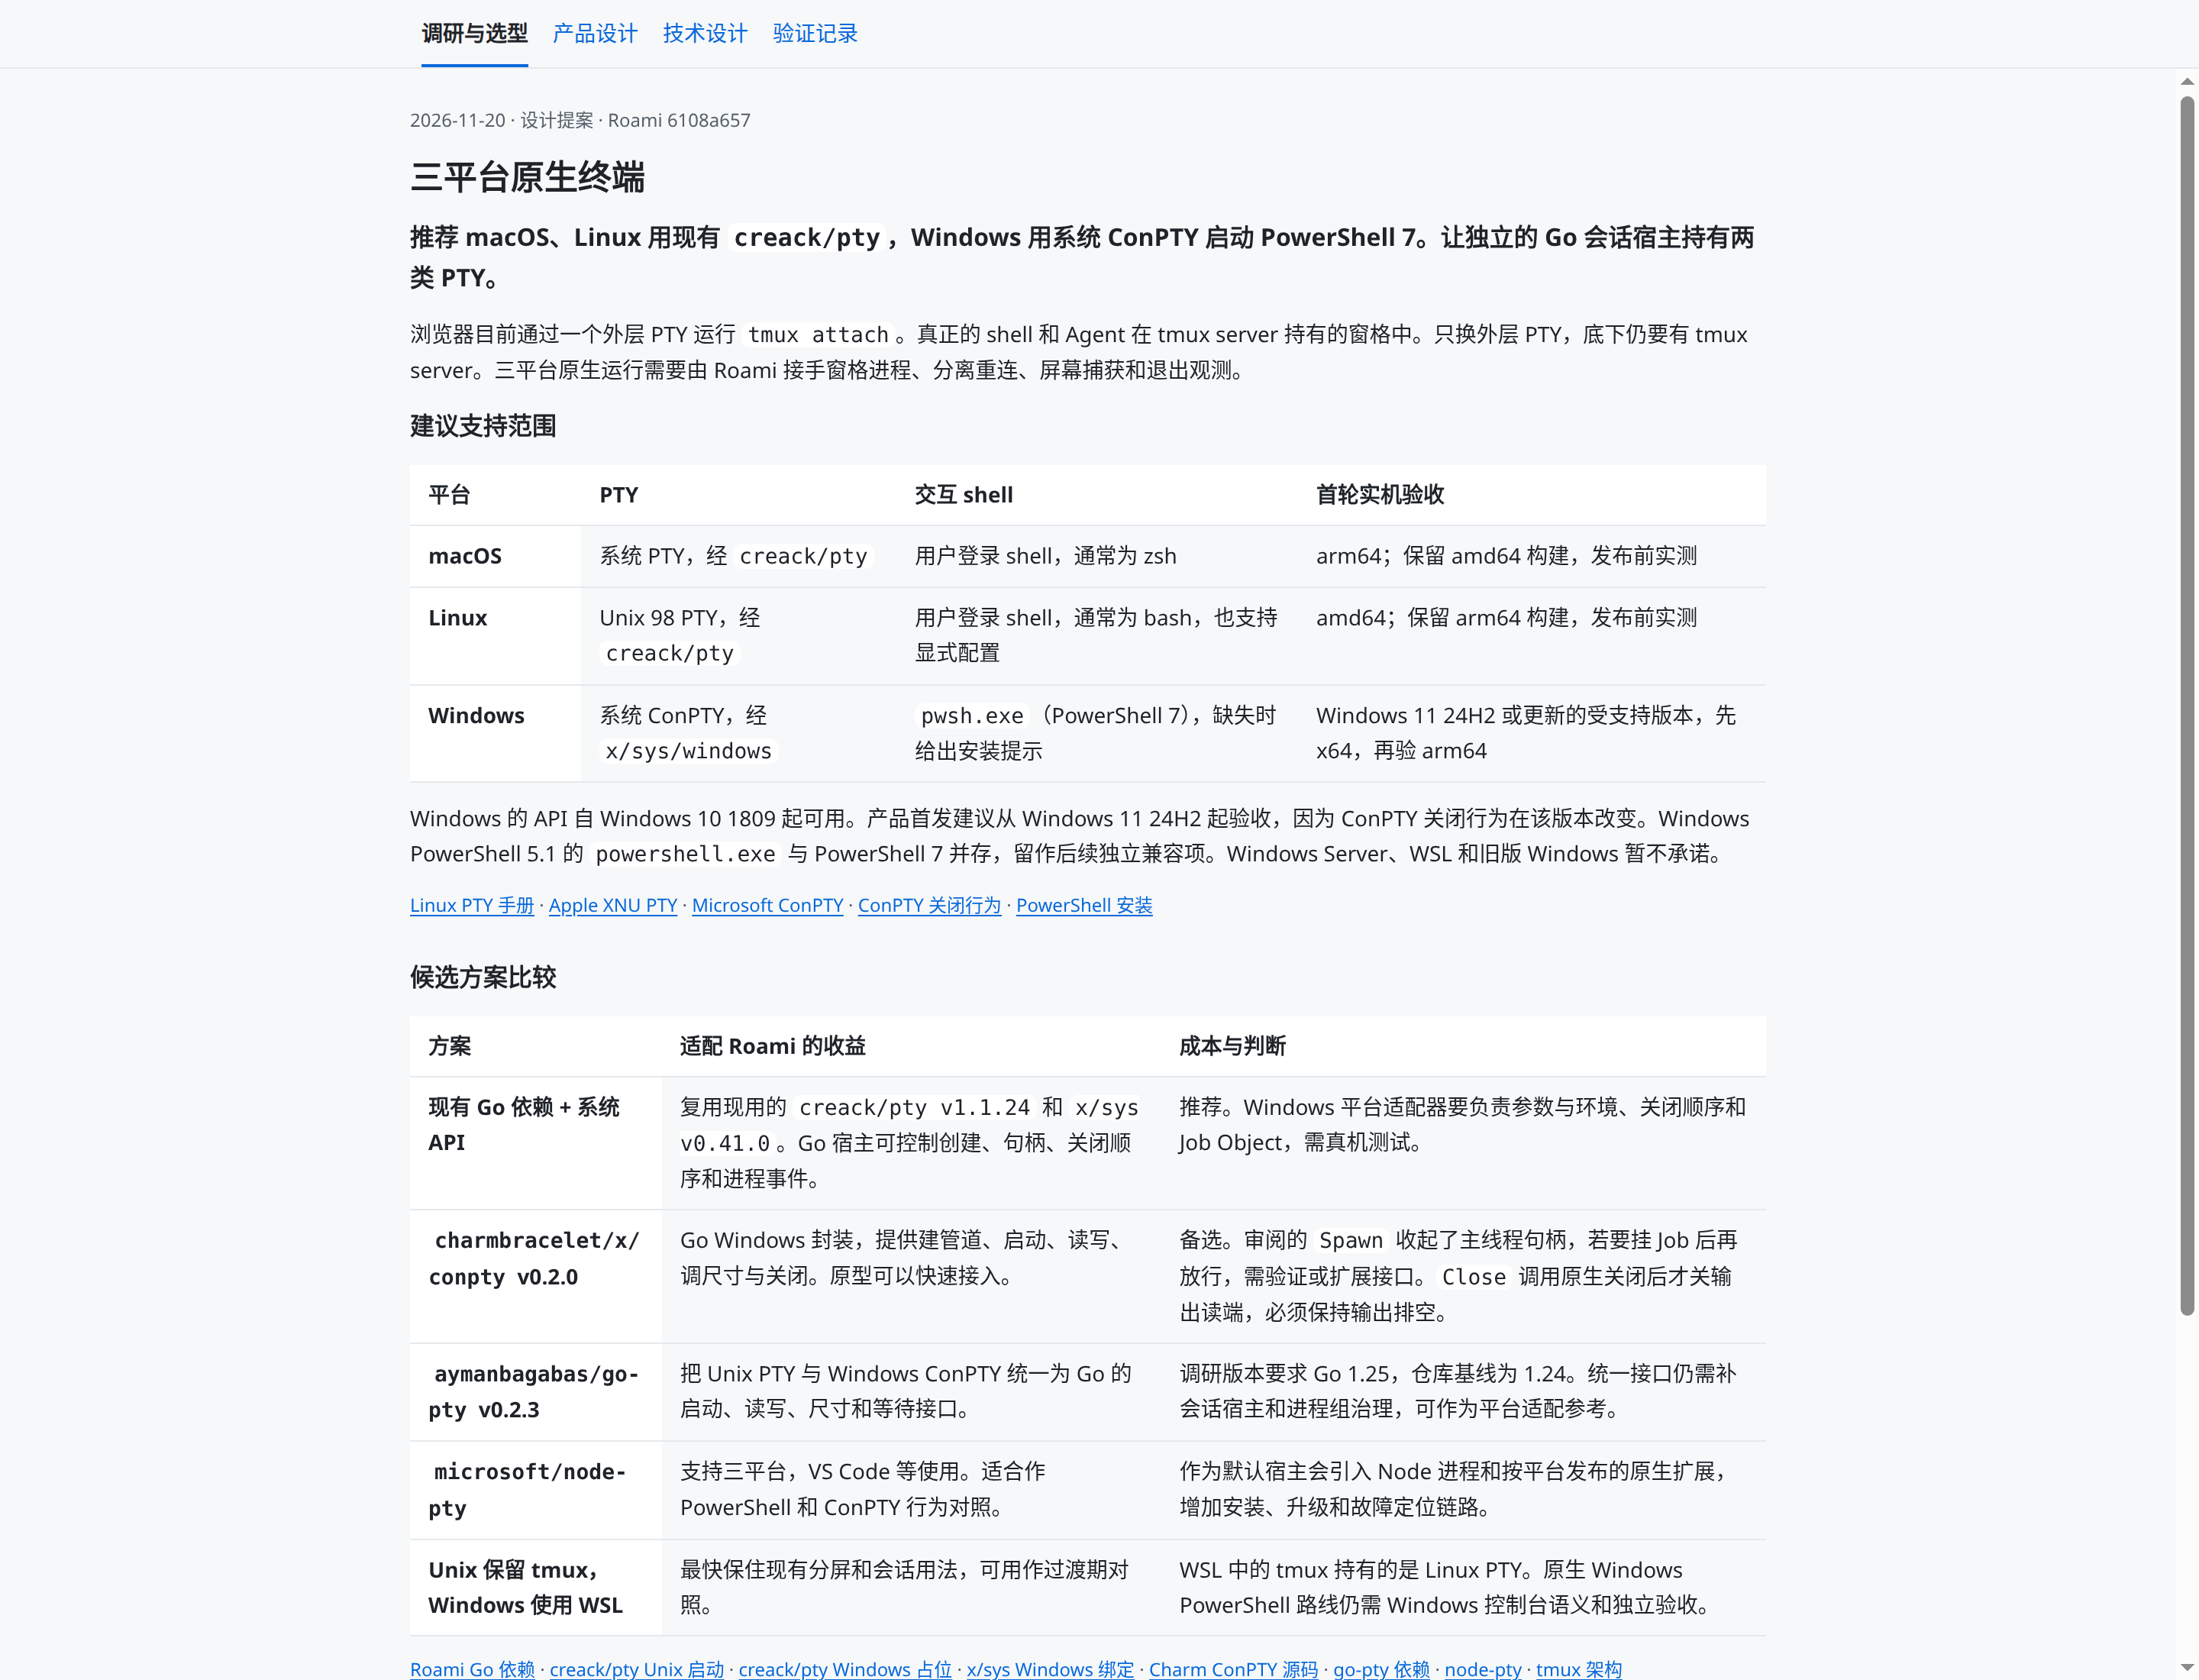 调研与选型 产品设计 技术设计 验证记录
2026-11-20 · 设计提案 · Roami 6108a657
三平台原生终端
推荐 macOS、Linux 用现有 creack/pty，Windows 用系统 ConPTY 启动 PowerShell 7。让独立的 Go 会话宿主持有两
类 PTY。
浏览器目前通过一个外层 PTY 运行 tmux attach。真正的 shell 和 Agent 在 tmux server 持有的窗格中。只换外层 PTY，底下仍要有 tmux
server。三平台原生运行需要由 Roami 接手窗格进程、分离重连、屏幕捕获和退出观测。
建议支持范围
平台 PTY 交互 shell 首轮实机验收
macOS 系统 PTY，经 creack/pty 用户登录 shell，通常为 zsh arm64；保留 amd64 构建，发布前实测
Linux Unix 98 PTY，经 用户登录 shell，通常为 bash，也支持 amd64；保留 arm64 构建，发布前实测
creack/pty 显式配置
Windows 系统 ConPTY，经 pwsh.exe（PowerShell 7），缺失时 Windows 11 24H2 或更新的受支持版本，先
x/sys/windows 给出安装提示 x64，再验 arm64
Windows 的 API 自 Windows 10 1809 起可用。产品首发建议从 Windows 11 24H2 起验收，因为 ConPTY 关闭行为在该版本改变。Windows
PowerShell 5.1 的 powershell.exe 与 PowerShell 7 并存，留作后续独立兼容项。Windows Server、WSL 和旧版 Windows 暂不承诺。
Linux PTY 手册 · Apple XNU PTY · Microsoft ConPTY · ConPTY 关闭行为 · PowerShell 安装
候选方案比较
方案 适配 Roami 的收益 成本与判断
现有 Go 依赖 + 系统 复用现用的 creack/pty v1.1.24 和 x/sys 推荐。Windows 平台适配器要负责参数与环境、关闭顺序和
API v0.41.0。Go 宿主可控制创建、句柄、关闭顺 Job Object，需真机测试。
序和进程事件。
charmbracelet/x/ Go Windows 封装，提供建管道、启动、读写、 备选。审阅的 Spawn 收起了主线程句柄，若要挂 Job 后再
conpty v0.2.0 调尺寸与关闭。原型可以快速接入。 放行，需验证或扩展接口。Close 调用原生关闭后才关输
出读端，必须保持输出排空。
aymanbagabas/go- 把 Unix PTY 与 Windows ConPTY 统一为 Go 的 调研版本要求 Go 1.25，仓库基线为 1.24。统一接口仍需补
pty v0.2.3 启动、读写、尺寸和等待接口。 会话宿主和进程组治理，可作为平台适配参考。
microsoft/node- 支持三平台，VS Code 等使用。适合作 作为默认宿主会引入 Node 进程和按平台发布的原生扩展，
pty PowerShell 和 ConPTY 行为对照。 增加安装、升级和故障定位链路。
Unix 保留 tmux， 最快保住现有分屏和会话用法，可用作过渡期对 WSL 中的 tmux 持有的是 Linux PTY。原生 Windows
Windows 使用 WSL 照。 PowerShell 路线仍需 Windows 控制台语义和独立验收。
Roami Go 依赖 · creack/pty Unix 启动 · creack/pty Windows 占位 · x/sys Windows 绑定 · Charm ConPTY 源码 · go-pty 依赖 · node-pty · tmux 架构